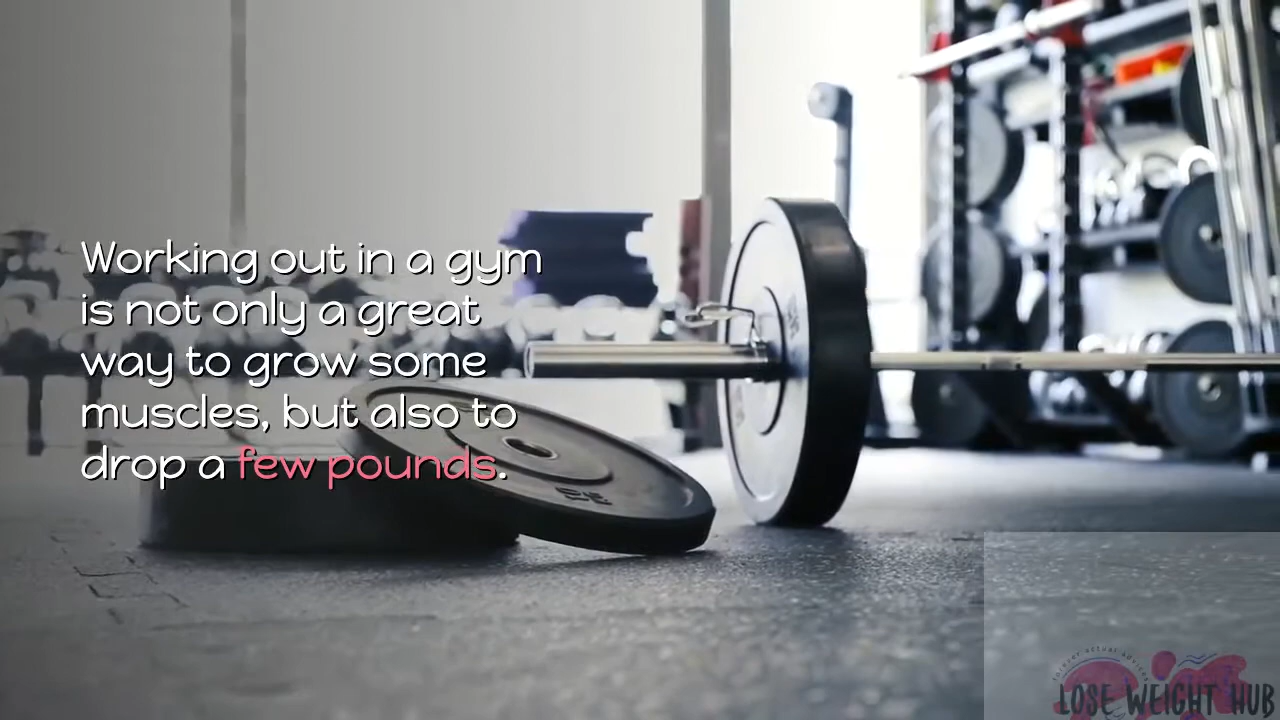 Working out in a gym
is not only a great
way to grow some
muscles, but also to
drop a few pounds.
LOSE WEIGHT HUB